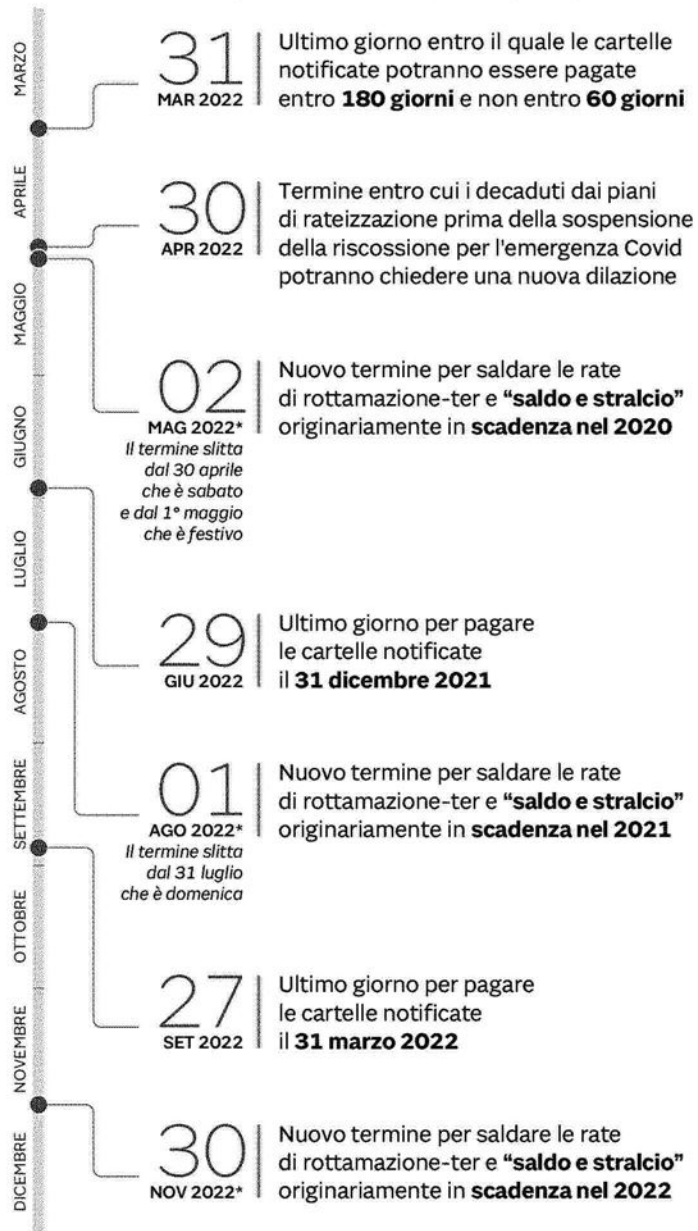 MARZO
APRILE
MAGGIO
GIUGNO
LUGLIO
AGOSTO
SETTEMBRE
OTTOBRE
NOVEMBRE
DICEMBRE
31
MAR 2022
Ultimo giorno entro il quale le cartelle
notificate potranno essere pagate
entro 180 giorni e non entro 60 giorni
30
APR 2022
Termine entro cui i decaduti dai piani
di rateizzazione prima della sospensione
della riscossione per l'emergenza Covid
potranno chiedere una nuova dilazione
02
MAG 2022*
Il termine slitta
dal 30 aprile
che è sabato
e dal 1° maggio
che è festivo
Nuovo termine per saldare le rate
di rottamazione-ter e “saldo e stralcio”
originariamente in scadenza nel 2020
29
GIU 2022
Ultimo giorno per pagare
le cartelle notificate
il 31 dicembre 2021
01
AGO 2022*
Il termine slitta
dal 31 luglio
che è domenica
Nuovo termine per saldare le rate
di rottamazione-ter e “saldo e stralcio”
originariamente in scadenza nel 2021
27
SET 2022
Ultimo giorno per pagare
le cartelle notificate
il 31 marzo 2022
30
NOV 2022*
Nuovo termine per saldare le rate
di rottamazione-ter e “saldo e stralcio”
originariamente in scadenza nel 2022